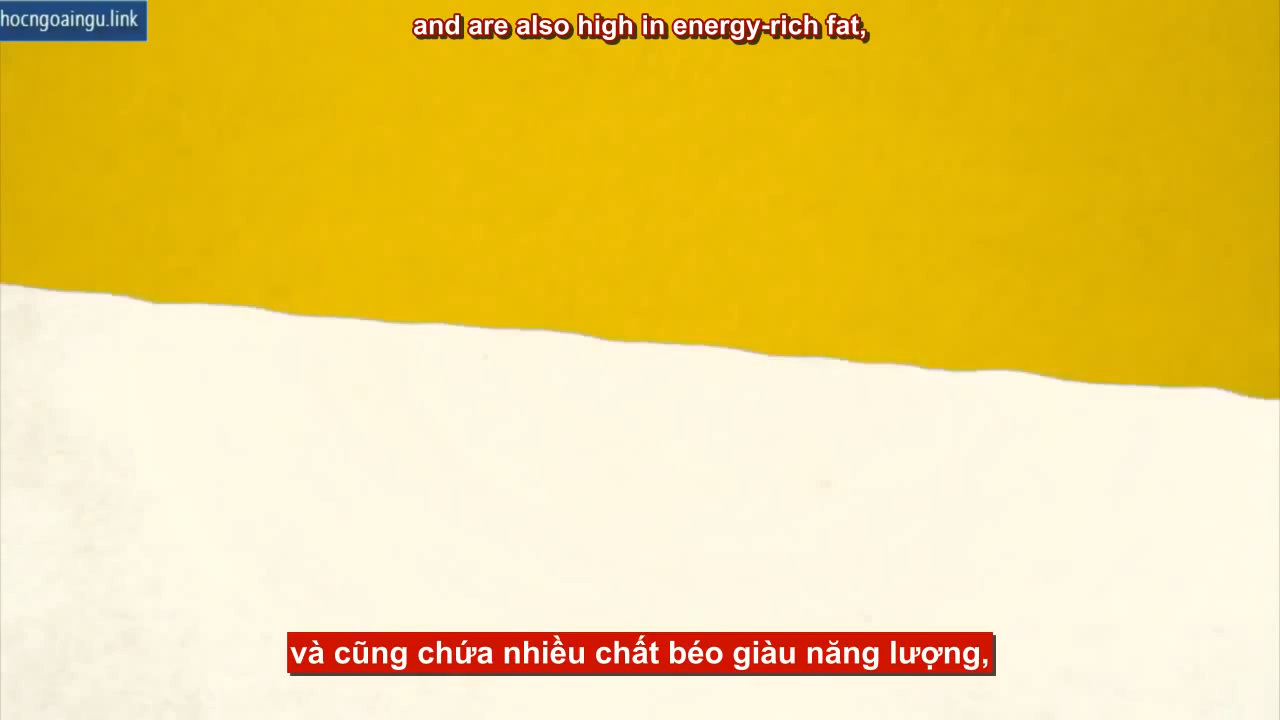 hocngoaingu.link
and are also high in energy-rich fat,
và cũng chứa nhiều chất béo giàu năng lượng,